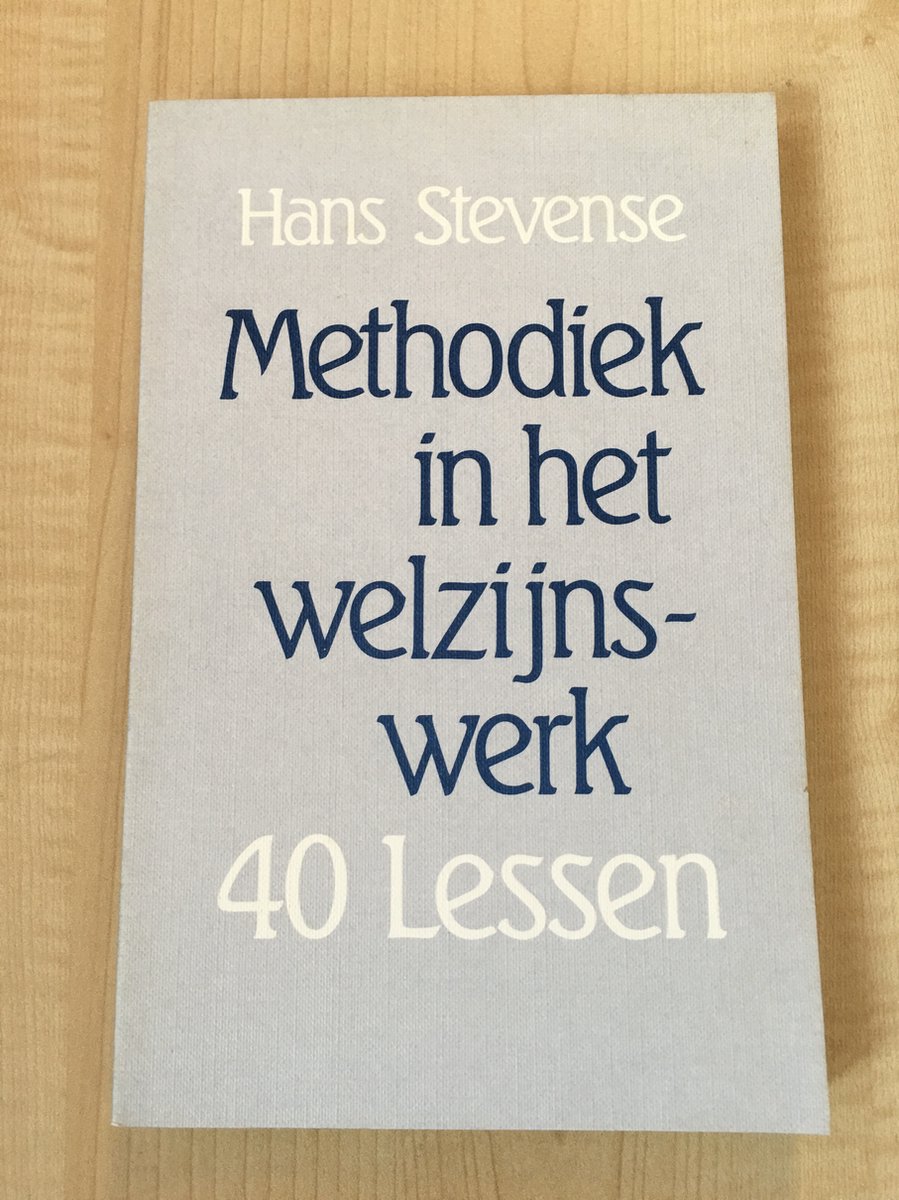 Hans Stevense
Methodiek
in het
welzijns-
werk
40 Lessen